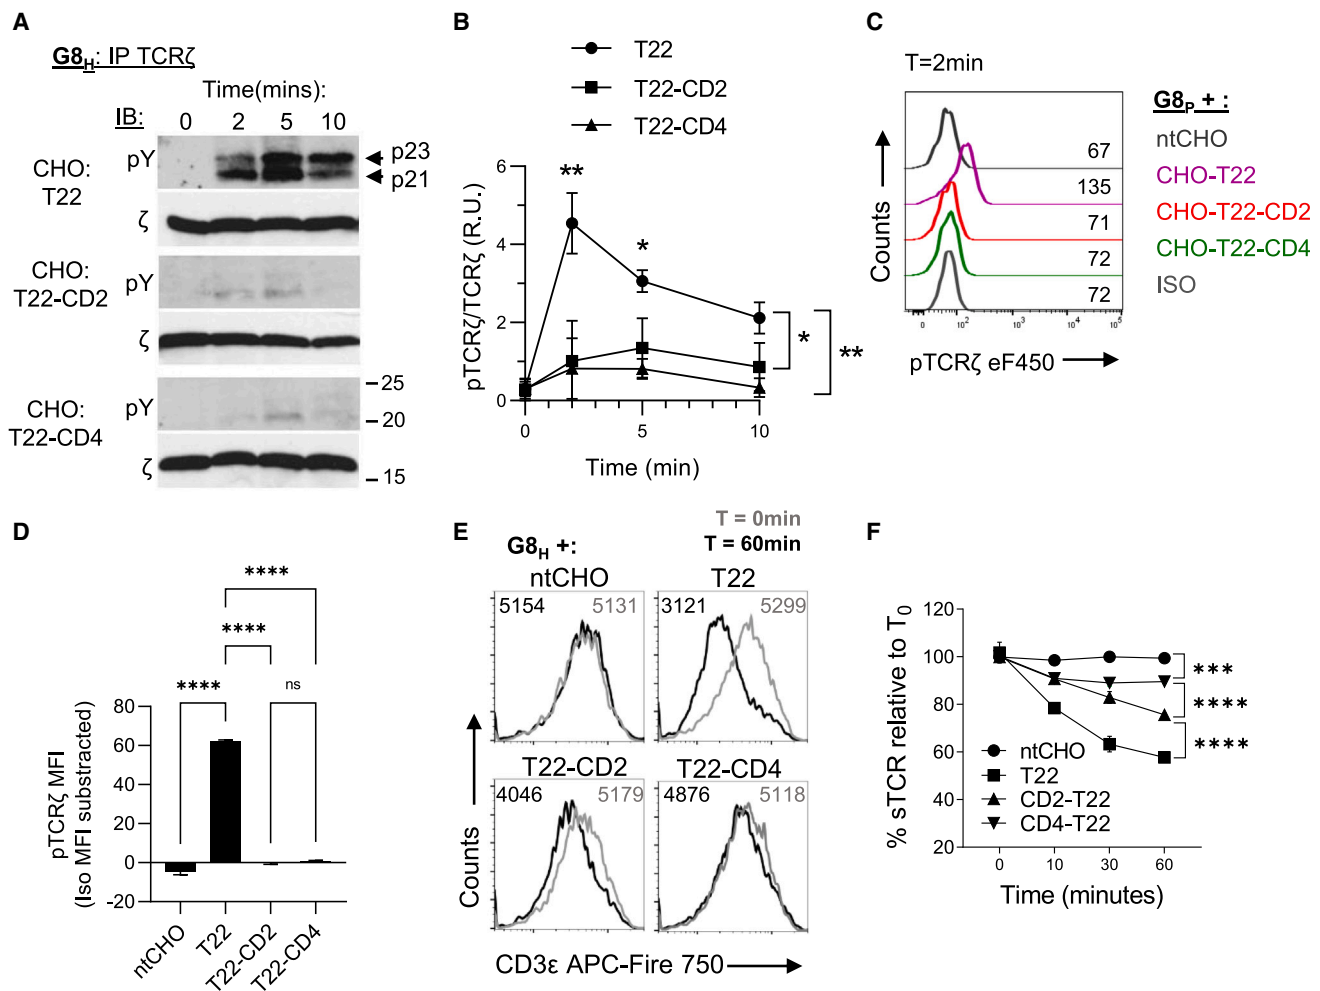 A
G8H: IP TCRζ
Time(mins):
IB:
0 2 5 10
CHO:
T22
pY
p23
p21
ζ
CHO:
T22-CD2
pY
ζ
CHO:
T22-CD4
pY
25
20
ζ
15
B
T22
T22-CD2
T22-CD4
pTCRζ/TCRζ (R.U.)
6
4
2
0
**
*
*
**
0 5 10
Time (min)
C
T=2min
G8P + :
ntCHO
CHO-T22
CHO-T22-CD2
CHO-T22-CD4
ISO
67
135
71
72
72
Counts
0 10² 10³ 10⁴ 10⁵
pTCRζ eF450
D
****
****
****
ns
pTCRζ MFI
(Iso MFI substracted)
80
60
40
20
0
-20
ntCHO
T22
T22-CD2
T22-CD4
E
T = 0min
T = 60min
G8H +:
ntCHO
5154 5131
T22
3121 5299
T22-CD2
4046 5179
T22-CD4
4876 5118
Counts
CD3ε APC-Fire 750
F
% sTCR relative to T0
120
100
80
60
40
20
***
****
****
ntCHO
T22
CD2-T22
CD4-T22
0 10 30 60
Time (minutes)